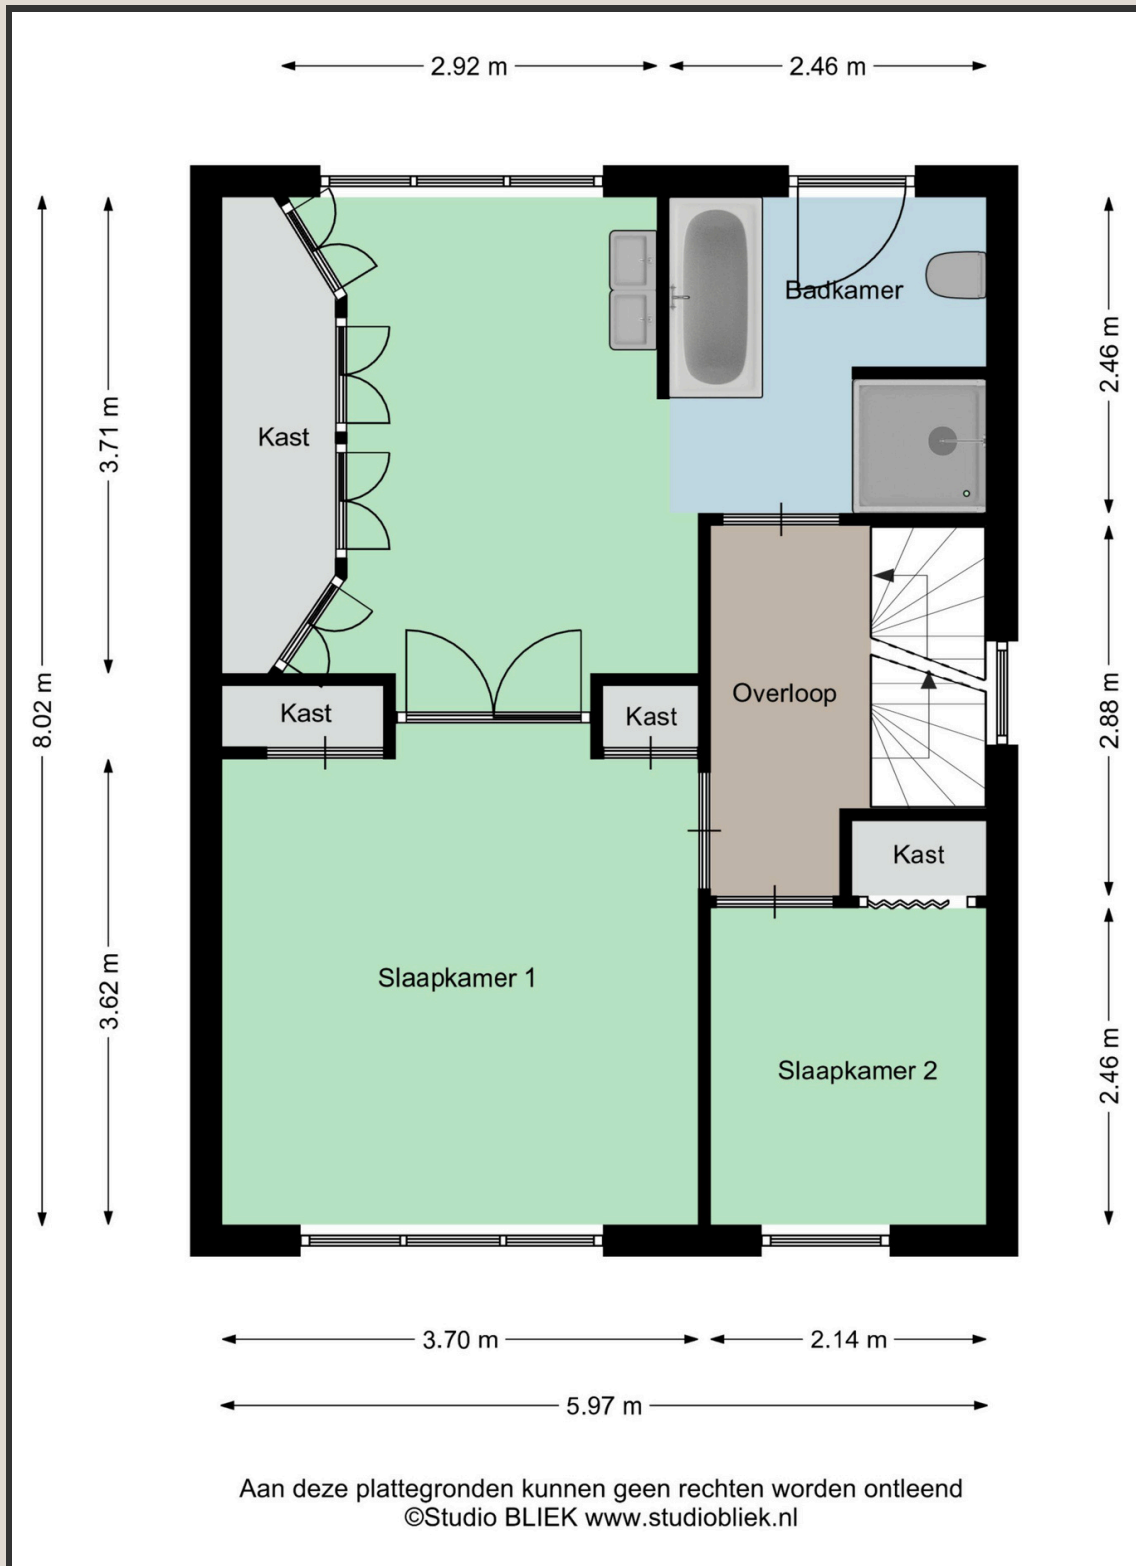 2.92 m
2.46 m
Badkamer
2.46 m
3.71 m
Kast
8.02 m
Kast
Kast
Overloop
2.88 m
Kast
3.62 m
Slaapkamer 1
Slaapkamer 2
2.46 m
3.70 m
2.14 m
5.97 m
Aan deze plattegronden kunnen geen rechten worden ontleend
©Studio BLIEK www.studiobliek.nl